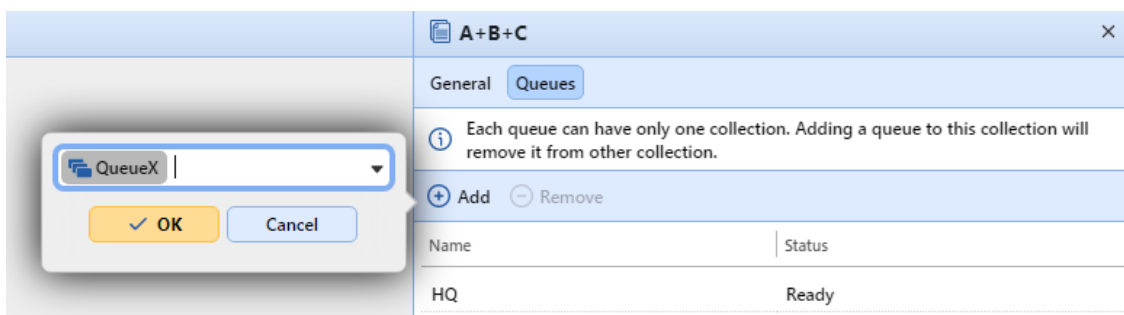 A+B+C
General Queues
Each queue can have only one collection. Adding a queue to this collection will
remove it from other collection.
QueueX
OK Cancel
Add Remove
Name Status
HQ Ready